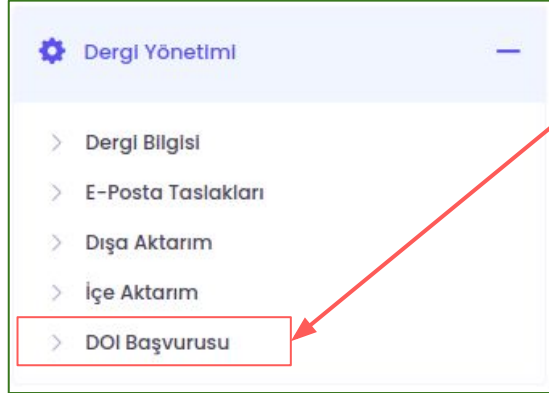 Dergi Yönetimi
Dergi Bilgisi
E-Posta Taslakları
Dışa Aktarım
İçe Aktarım
DOI Başvurusu